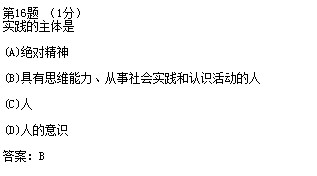 第16题 （1分）
实践的主体是
(A)绝对精神
(B)具有思维能力、从事社会实践和认识活动的人
(C)人
(D)人的意识
答案：B